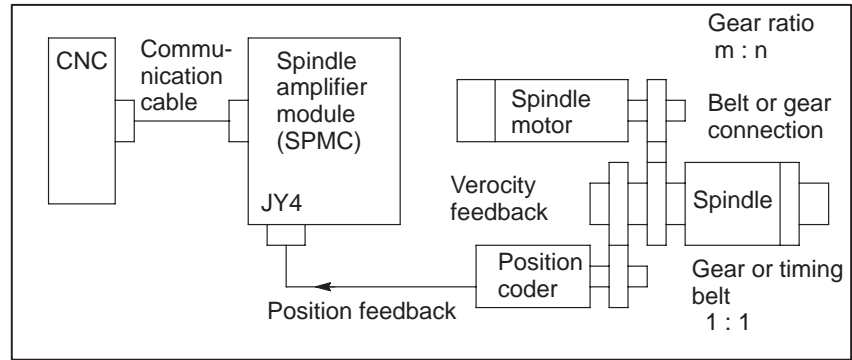 CNC
Commu-
nication
cable
Spindle
amplifier
module
(SPMC)
JY4
Spindle
motor
Gear ratio
m : n
Belt or gear
connection
Verocity
feedback
Spindle
Position
coder
Position feedback
Gear or timing
belt
1 : 1